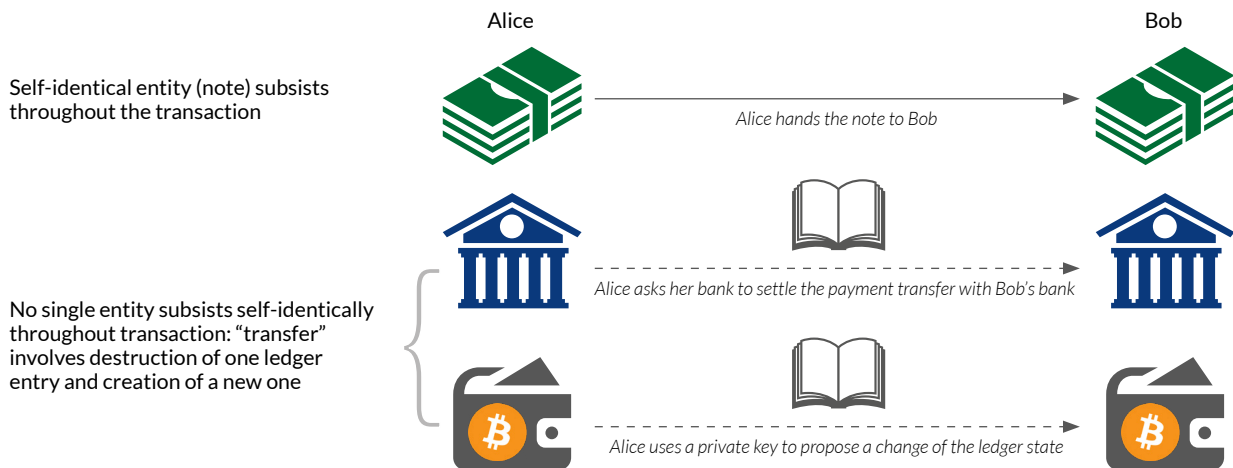 Alice
Bob
Self-identical entity (note) subsists
throughout the transaction
Alice hands the note to Bob
Alice asks her bank to settle the payment transfer with Bob’s bank
No single entity subsists self-identically
throughout transaction: “transfer”
involves destruction of one ledger
entry and creation of a new one
Alice uses a private key to propose a change of the ledger state